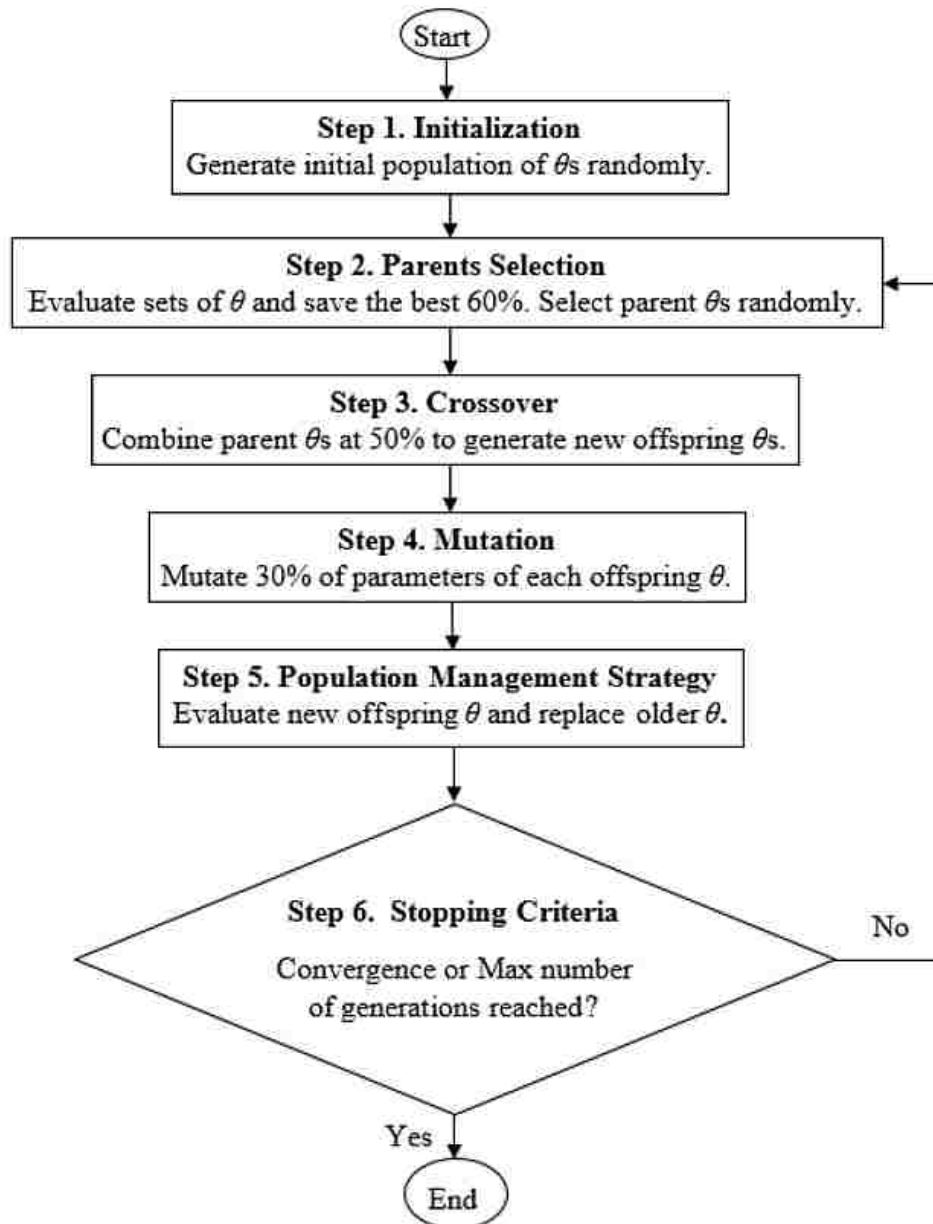 Start
Step 1. Initialization
Generate initial population of θs randomly.
Step 2. Parents Selection
Evaluate sets of θ and save the best 60%. Select parent θs randomly.
Step 3. Crossover
Combine parent θs at 50% to generate new offspring θs.
Step 4. Mutation
Mutate 30% of parameters of each offspring θ.
Step 5. Population Management Strategy
Evaluate new offspring θ and replace older θ.
Step 6. Stopping Criteria
Convergence or Max number
of generations reached?
No
Yes
End